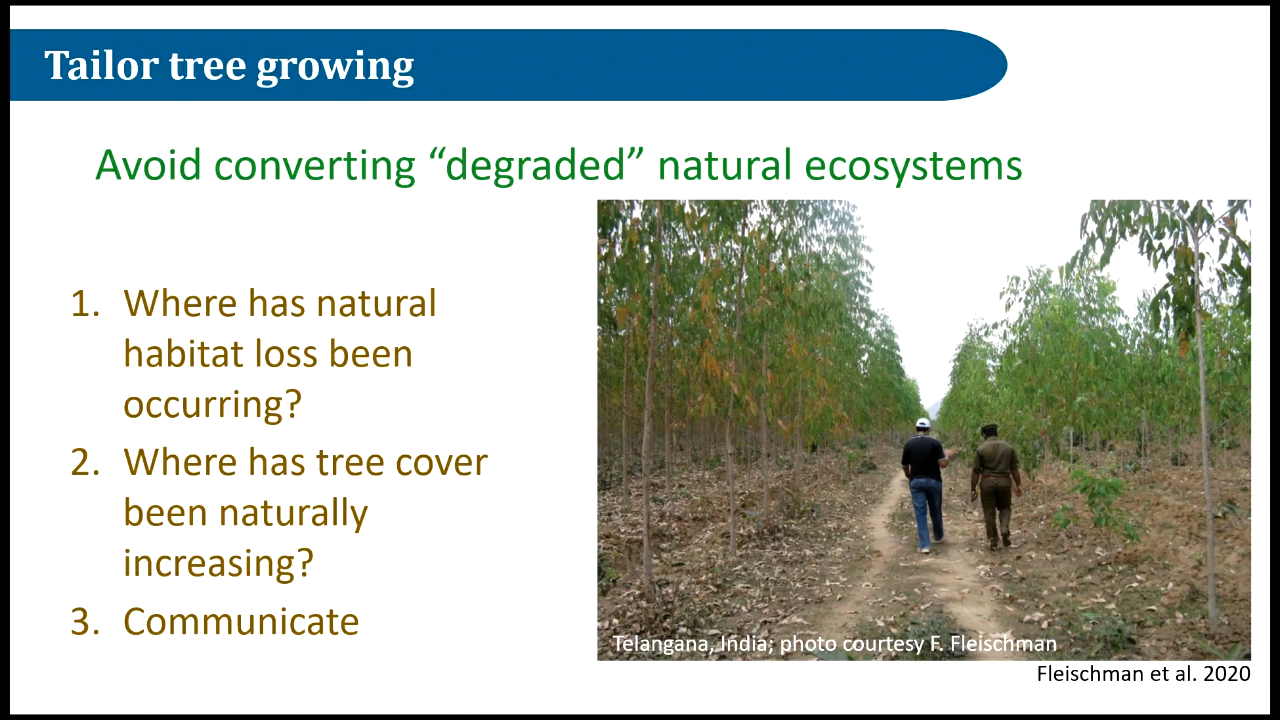 Tailor tree growing
Avoid converting “degraded” natural ecosystems
1. Where has natural
habitat loss been
occurring?
2. Where has tree cover
been naturally
increasing?
3. Communicate
Telangana, India; photo courtesy F. Fleischman
Fleischman et al. 2020